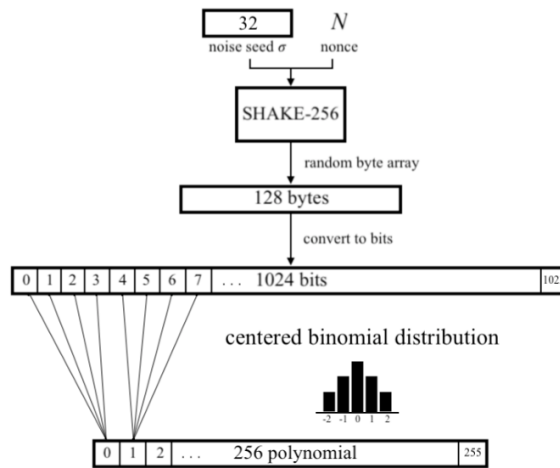 32 N
noise seed σ nonce
SHAKE-256
random byte array
128 bytes
convert to bits
0 1 2 3 4 5 6 7 ... 1024 bits 102
centered binomial distribution
-2 -1 0 1 2
0 1 2 ... 256 polynomial 255